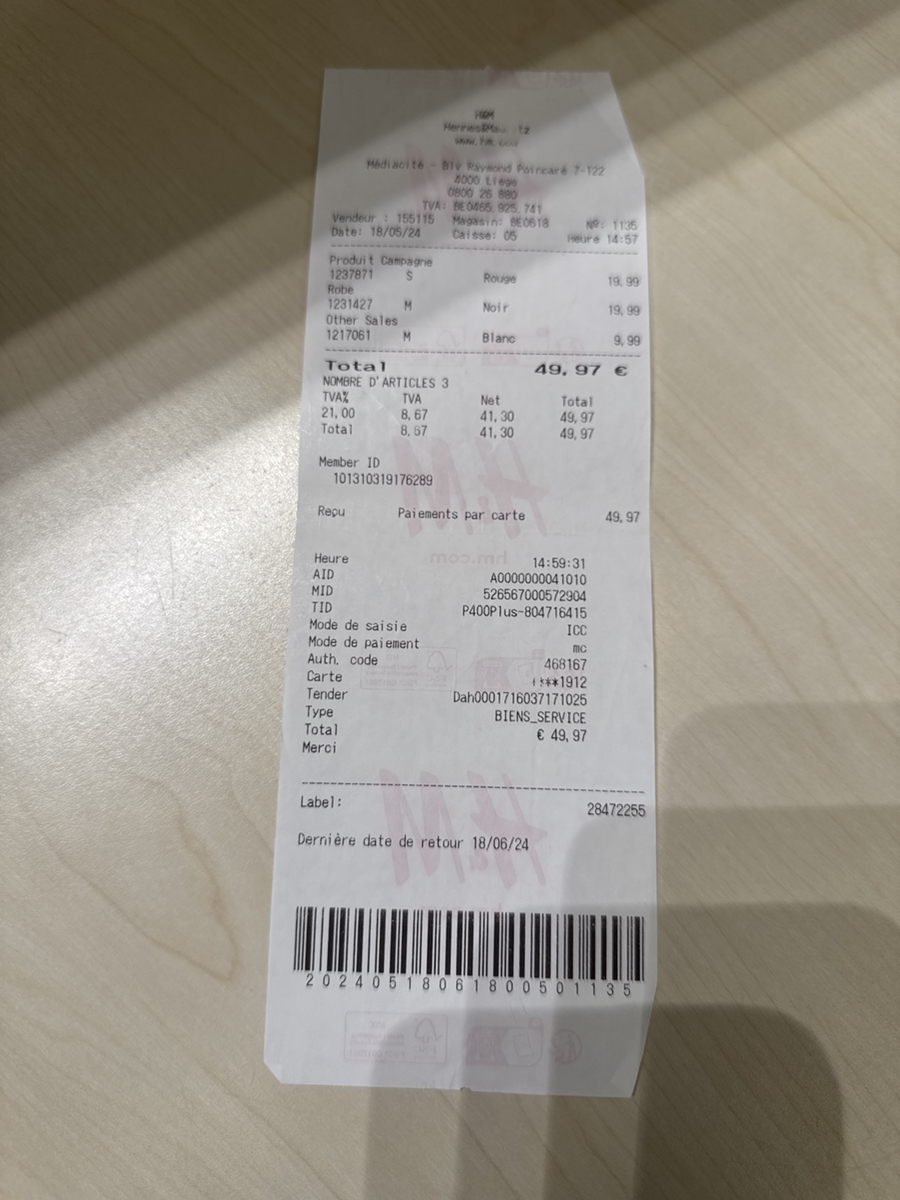 H&M
Médiacité - Blv Raymond Poincaré 7-122
4000 Liège
0800 26 880
TVA: BE0465.925.741
Vendeur : 155115 Magasin: BE0618 Nº: 1135
Date: 18/05/24 Caisse: 05 Heure 14:57
Produit Campagne
1237871 S Rouge 19,99
Robe
1231427 M Noir 19,99
Other Sales
1217061 M Blanc 9,99
Total 49,97 €
NOMBRE D'ARTICLES 3
TVA% TVA Net Total
21,00 8,67 41,30 49,97
Total 8,67 41,30 49,97
Member ID
101310319176289
Reçu Paiements par carte 49,97
Heure 14:59:31
AID A0000000041010
MID 526567000572904
TID P400Plus-804716415
Mode de saisie ICC
Mode de paiement mc
Auth. code 468167
Carte ****1912
Tender Dah0001716037171025
Type BIENS_SERVICE
Total € 49,97
Merci
Label: 28472255
Dernière date de retour 18/06/24
20240518061800501135